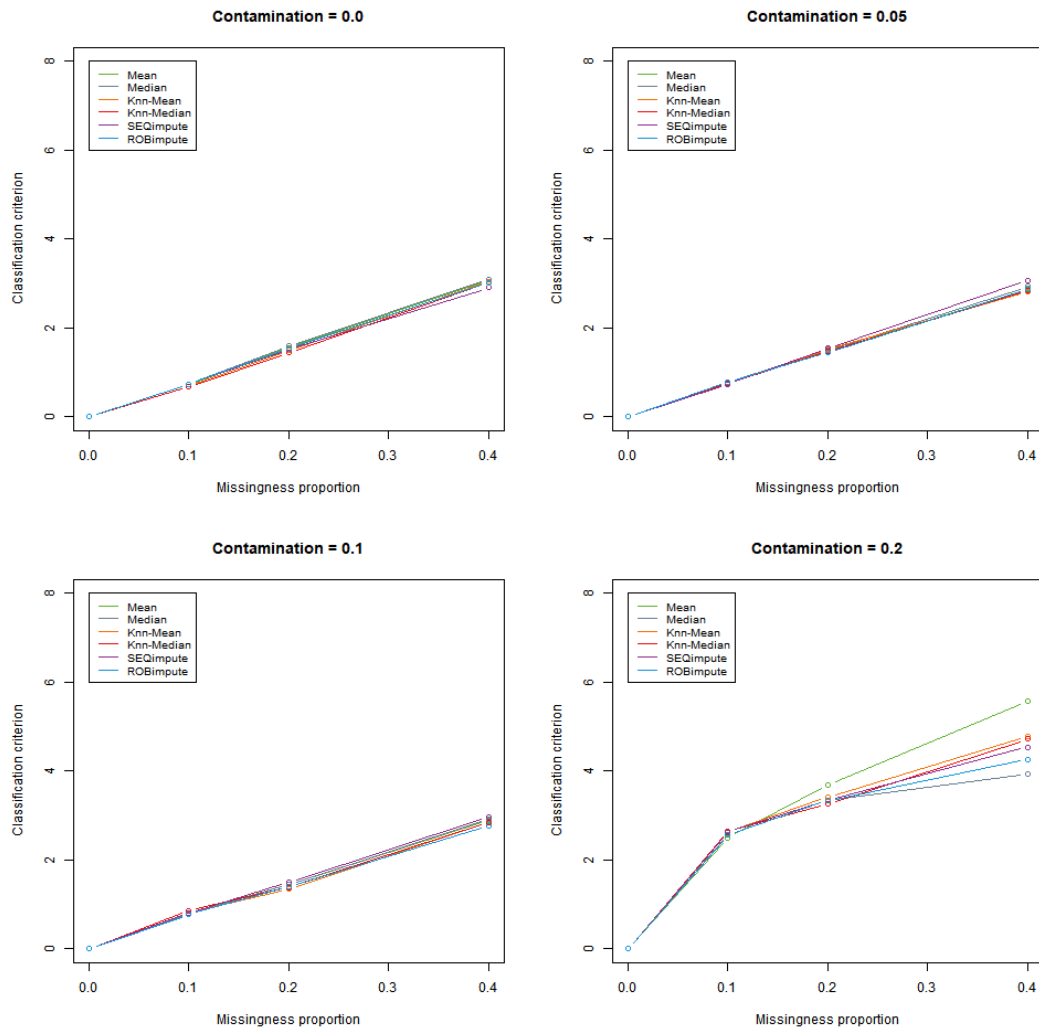 Contamination = 0.0
Classification criterion
8
6
4
2
0
Mean
Median
Knn-Mean
Knn-Median
SEQimpute
ROBimpute
0.0 0.1 0.2 0.3 0.4
Missingness proportion
Contamination = 0.05
Classification criterion
8
6
4
2
0
Mean
Median
Knn-Mean
Knn-Median
SEQimpute
ROBimpute
0.0 0.1 0.2 0.3 0.4
Missingness proportion
Contamination = 0.1
Classification criterion
8
6
4
2
0
Mean
Median
Knn-Mean
Knn-Median
SEQimpute
ROBimpute
0.0 0.1 0.2 0.3 0.4
Missingness proportion
Contamination = 0.2
Classification criterion
8
6
4
2
0
Mean
Median
Knn-Mean
Knn-Median
SEQimpute
ROBimpute
0.0 0.1 0.2 0.3 0.4
Missingness proportion